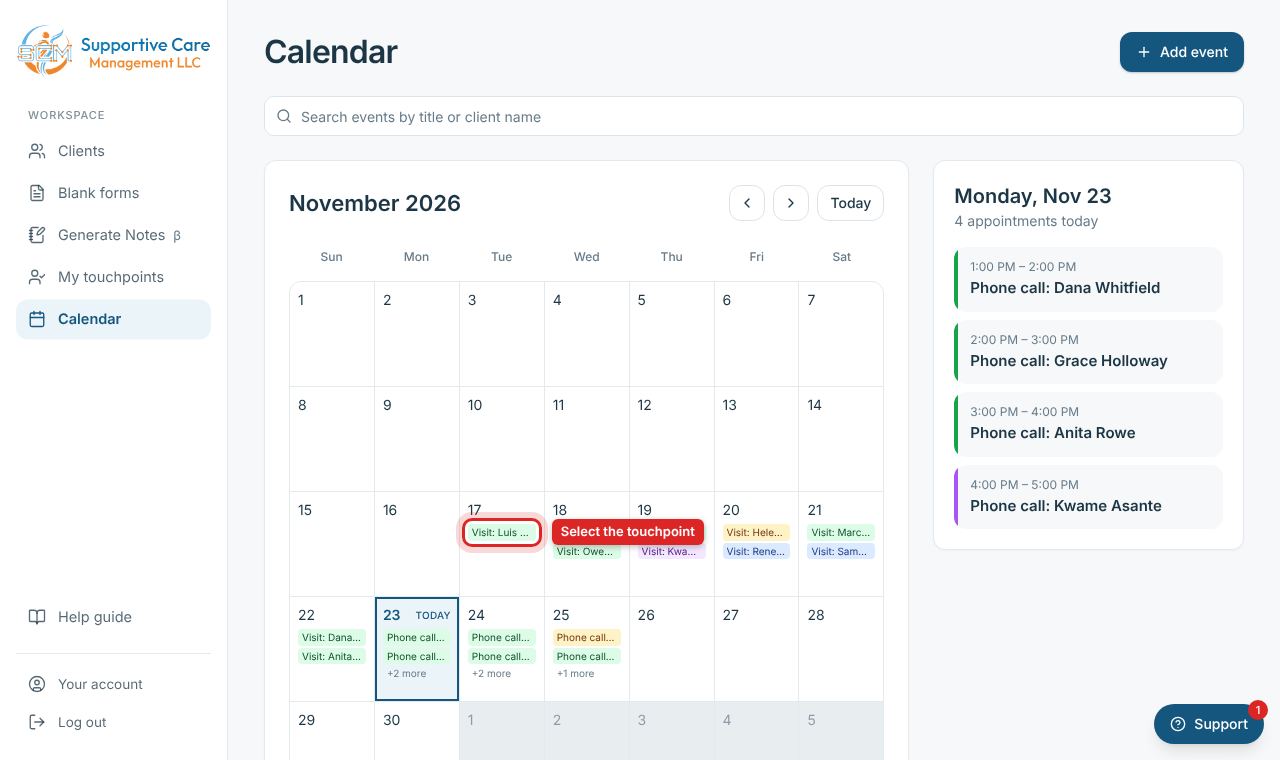 SCM
Supportive Care
Management LLC
WORKSPACE
Clients
Blank forms
Generate Notes β
My touchpoints
Calendar
Help guide
Your account
Log out
Calendar
+ Add event
Search events by title or client name
November 2026
Today
Sun Mon Tue Wed Thu Fri Sat
1 2 3 4 5 6 7
8 9 10 11 12 13 14
15 16 17 18 19 20 21
Visit: Luis ... Select the touchpoint Visit: Hele... Visit: Marc...
Visit: Owe... Visit: Kwa... Visit: Rene... Visit: Sam...
22 23 TODAY 24 25 26 27 28
Visit: Dana... Phone call... Phone call... Phone call...
Visit: Anita... Phone call... Phone call... Phone call...
+2 more +2 more +1 more
29 30 1 2 3 4 5
Monday, Nov 23
4 appointments today
1:00 PM – 2:00 PM
Phone call: Dana Whitfield
2:00 PM – 3:00 PM
Phone call: Grace Holloway
3:00 PM – 4:00 PM
Phone call: Anita Rowe
4:00 PM – 5:00 PM
Phone call: Kwame Asante
Support
1